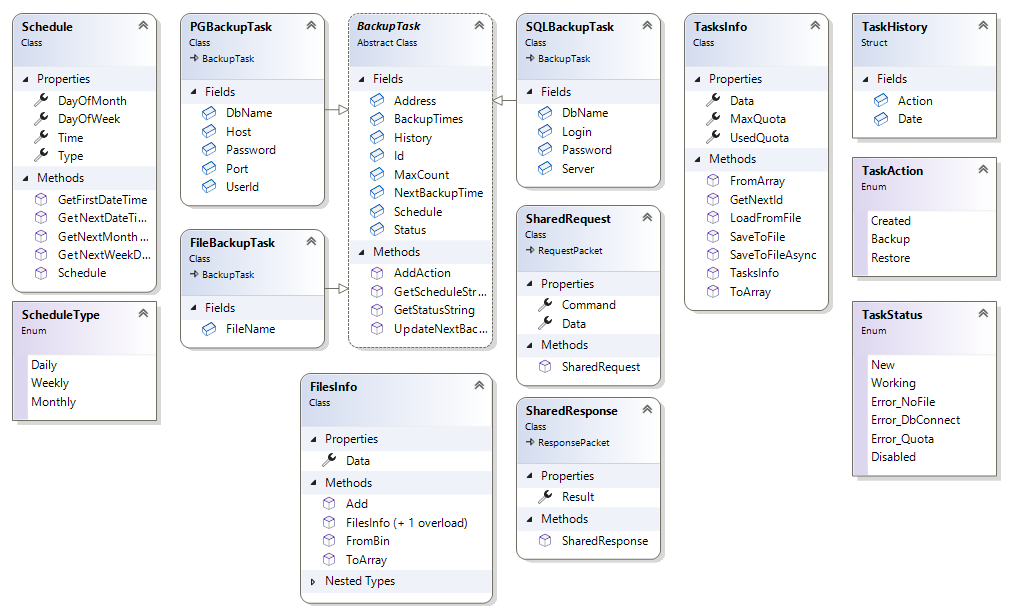 Schedule
Class
Properties
DayOfMonth
DayOfWeek
Time
Type
Methods
GetFirstDateTime
GetNextDateTi...
GetNextMonth...
GetNextWeekD...
Schedule
ScheduleType
Enum
Daily
Weekly
Monthly
PGBackupTask
Class
BackupTask
Fields
DbName
Host
Password
Port
UserId
FileBackupTask
Class
BackupTask
Fields
FileName
BackupTask
Abstract Class
Fields
Address
BackupTimes
History
Id
MaxCount
NextBackupTime
Schedule
Status
Methods
AddAction
GetScheduleStr...
GetStatusString
UpdateNextBac...
FilesInfo
Class
Properties
Data
Methods
Add
FilesInfo (+ 1 overload)
FromBin
ToArray
Nested Types
SQLBackupTask
Class
BackupTask
Fields
DbName
Login
Password
Server
SharedRequest
Class
RequestPacket
Properties
Command
Data
Methods
SharedRequest
SharedResponse
Class
ResponsePacket
Properties
Result
Methods
SharedResponse
TasksInfo
Class
Properties
Data
MaxQuota
UsedQuota
Methods
FromArray
GetNextId
LoadFromFile
SaveToFile
SaveToFileAsync
TasksInfo
ToArray
TaskHistory
Struct
Fields
Action
Date
TaskAction
Enum
Created
Backup
Restore
TaskStatus
Enum
New
Working
Error_NoFile
Error_DbConnect
Error_Quota
Disabled